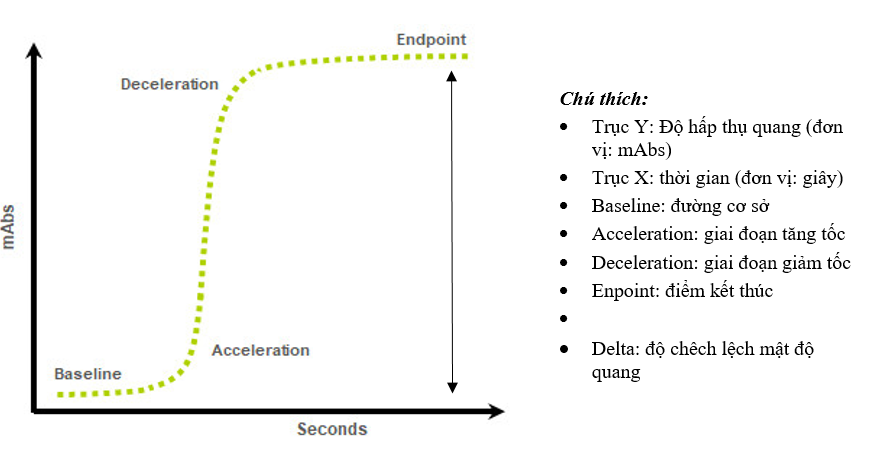 Endpoint
Deceleration
mAbs
Acceleration
Baseline
Seconds
Chú thích:
• Trục Y: Độ hấp thụ quang (đơn
vị: mAbs)
• Trục X: thời gian (đơn vị: giây)
• Baseline: đường cơ sở
• Acceleration: giai đoạn tăng tốc
• Deceleration: giai đoạn giảm tốc
• Enpoint: điểm kết thúc
•
• Delta: độ chêch lệch mật độ
quang